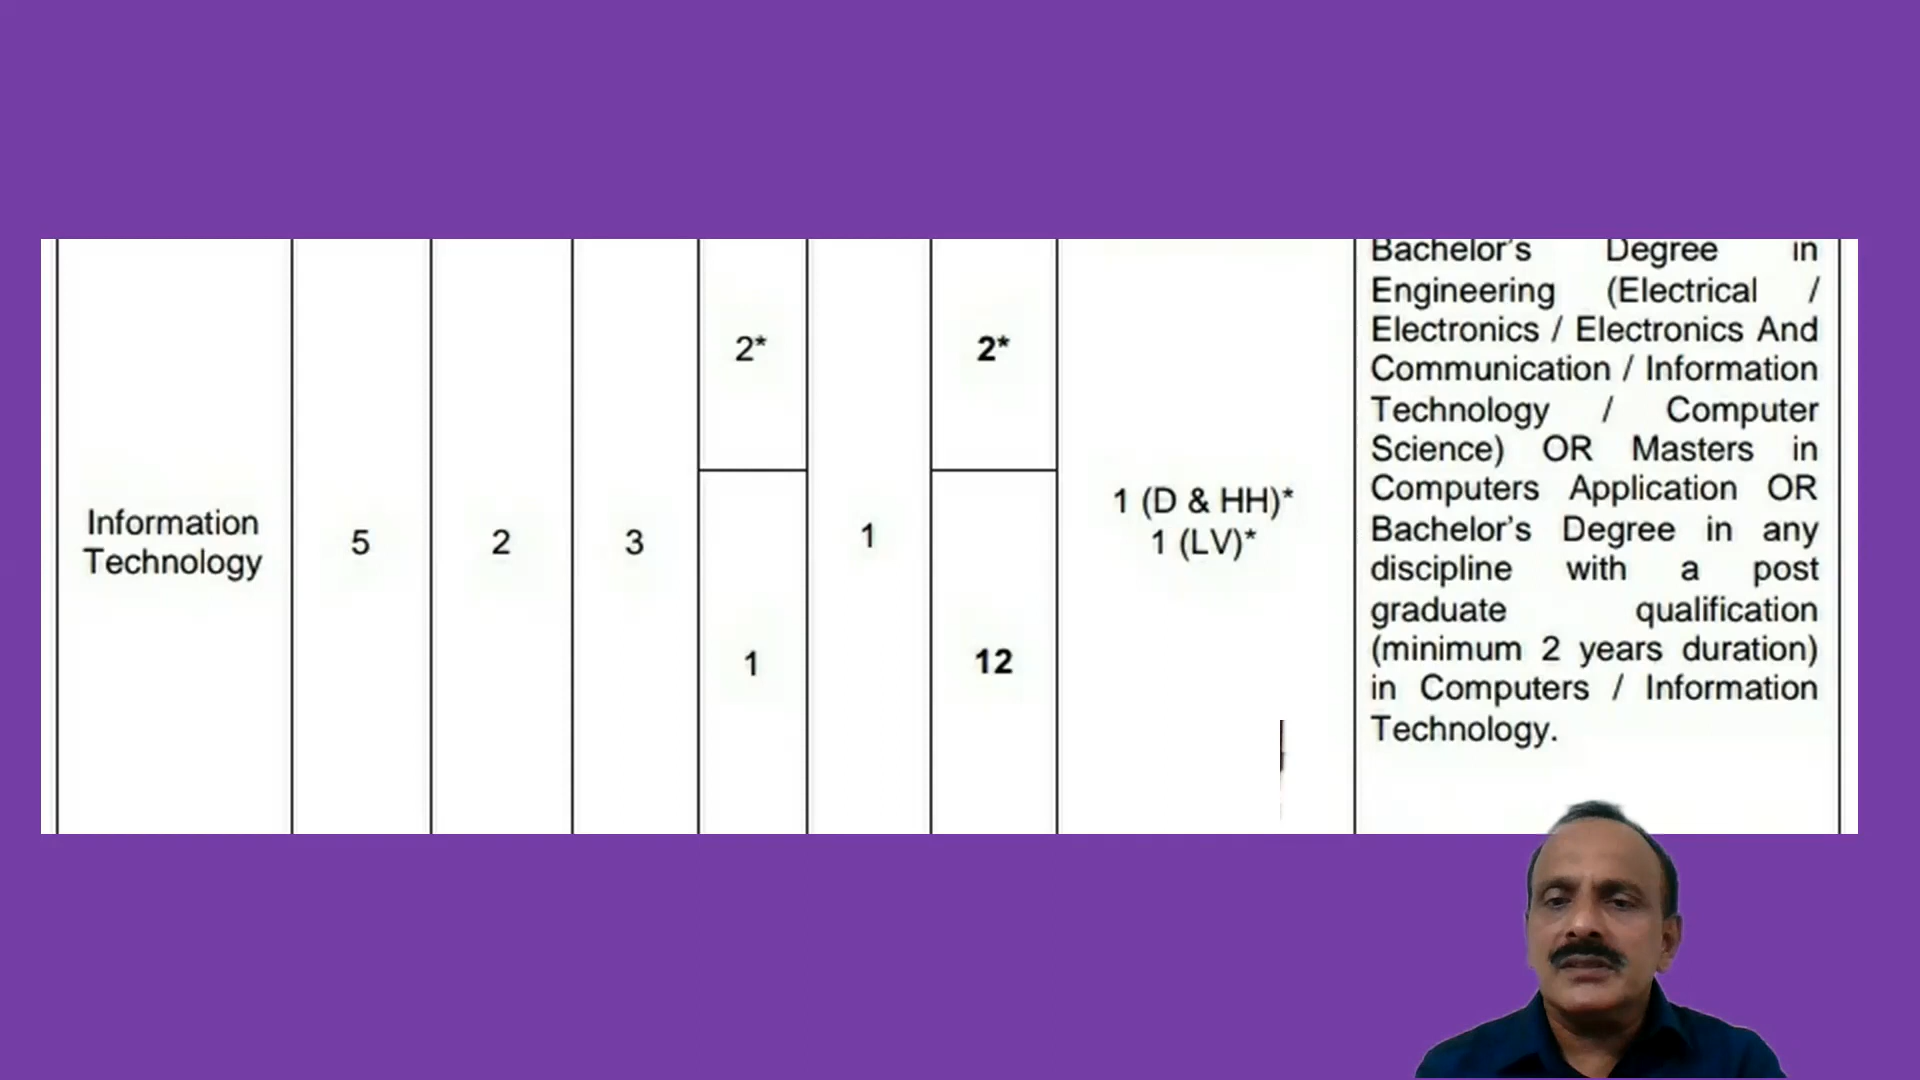 Information
Technology
5
2
3
2*
1
1
2*
12
1 (D & HH)*
1 (LV)*
Bachelor's Degree in
Engineering (Electrical /
Electronics / Electronics And
Communication / Information
Technology / Computer
Science) OR Masters in
Computers Application OR
Bachelor's Degree in any
discipline with a post
graduate qualification
(minimum 2 years duration)
in Computers / Information
Technology.